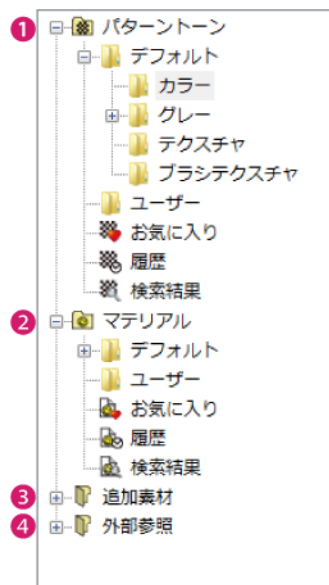 1 パターントーン
デフォルト
カラー
グレー
テクスチャ
ブラシテクスチャ
ユーザー
お気に入り
履歴
検索結果
2 マテリアル
デフォルト
ユーザー
お気に入り
履歴
検索結果
3 追加素材
4 外部参照